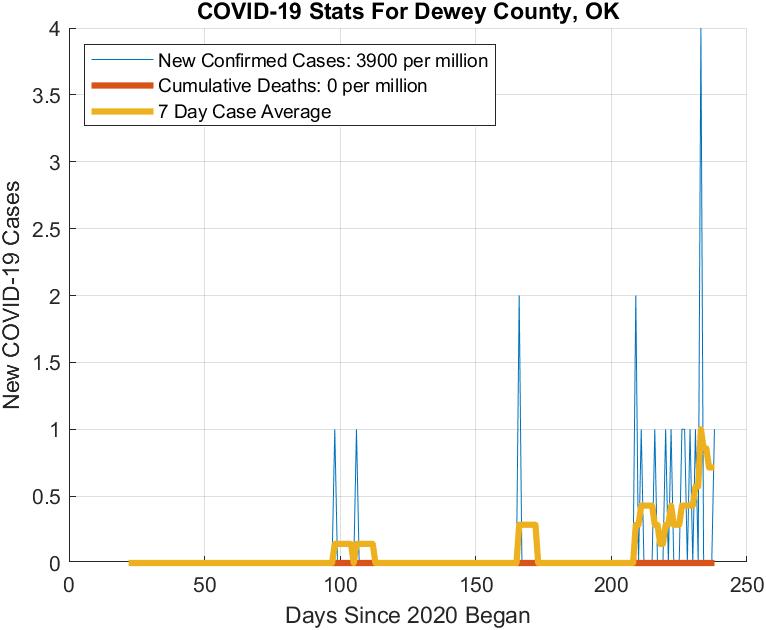 COVID-19 Stats For Dewey County, OK
New Confirmed Cases: 3900 per million
Cumulative Deaths: 0 per million
7 Day Case Average
4
3.5
3
2.5
2
1.5
1
0.5
0
New COVID-19 Cases
0 50 100 150 200 250
Days Since 2020 Began